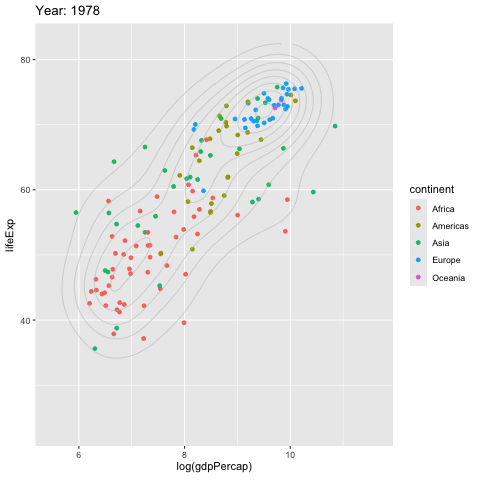 Year: 1978
80
60
40
lifeExp
6
8
10
log(gdpPercap)
continent
Africa
Americas
Asia
Europe
Oceania